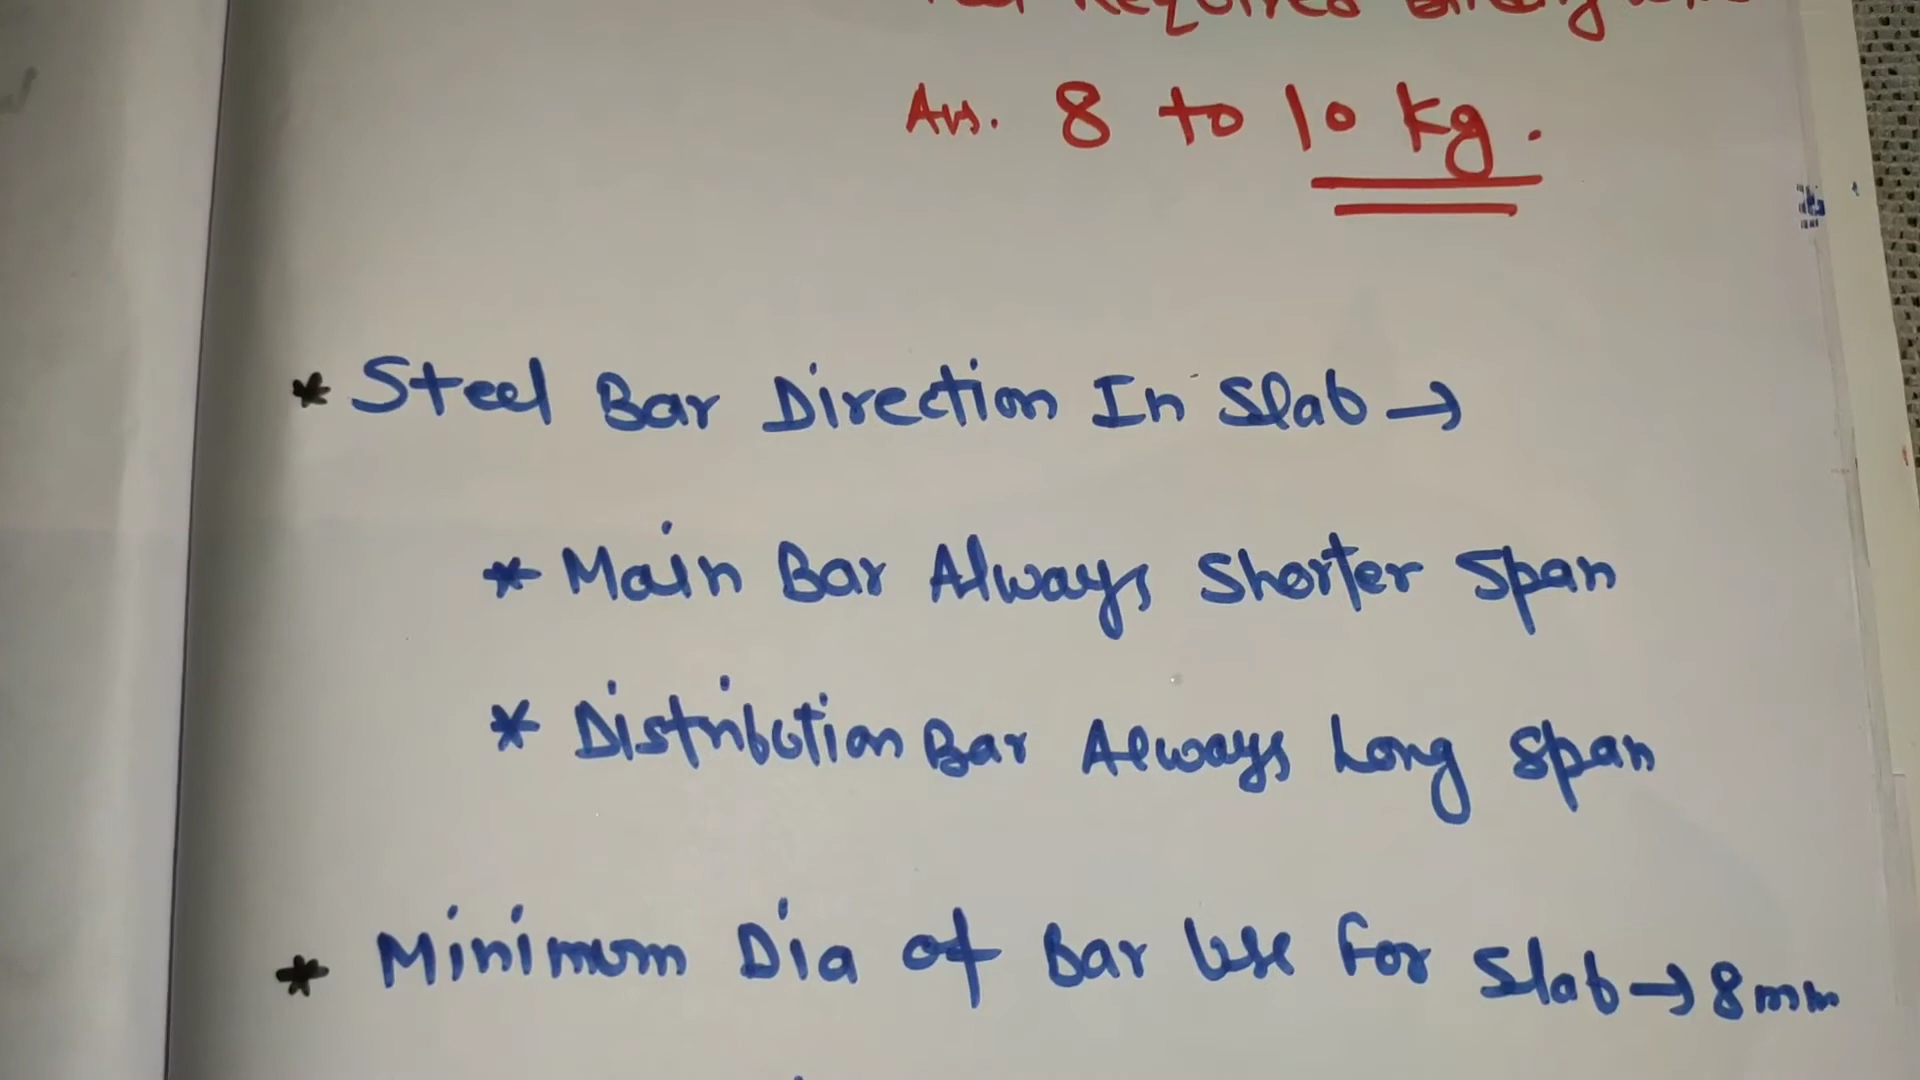 Required
Ans. 8 to 10 kg.
* Steel Bar Direction In Slab →
* Main Bar Always Shorter Span
* Distribution Bar Always Long Span
* Minimum Dia of Bar Use For Slab → 8mm